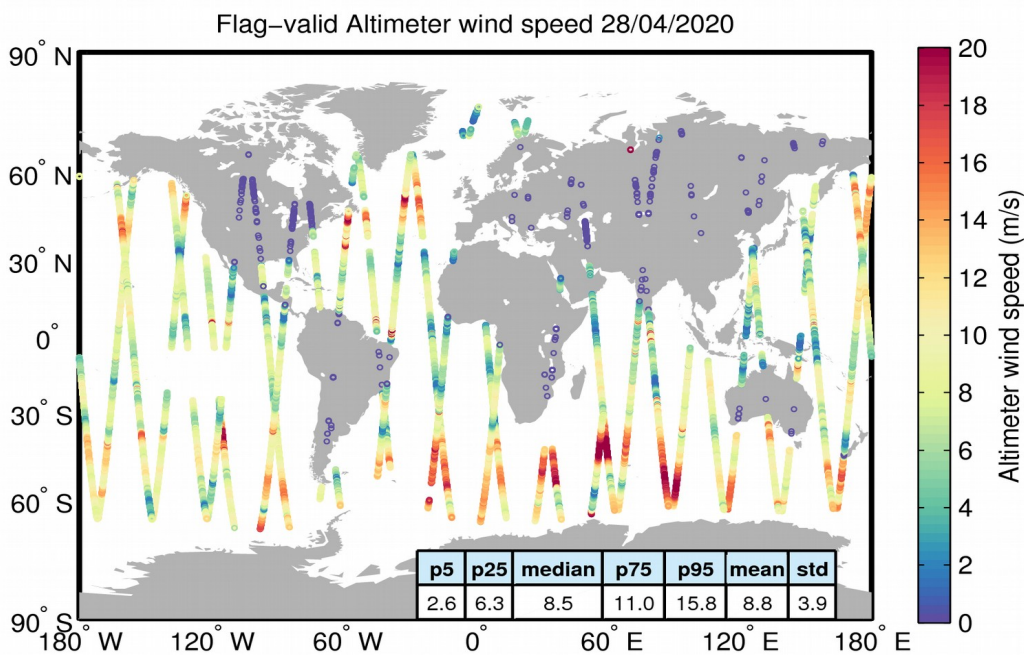 Flag−valid Altimeter wind speed 28/04/2020
90° N
60° N
30° N
0°
30° S
60° S
90° S
180° W
120° W
60° W
0°
60° E
120° E
180° E
p5 p25 median p75 p95 mean std
2.6 6.3 8.5 11.0 15.8 8.8 3.9
20
18
16
14
12
10
8
6
4
2
0
Altimeter wind speed (m/s)